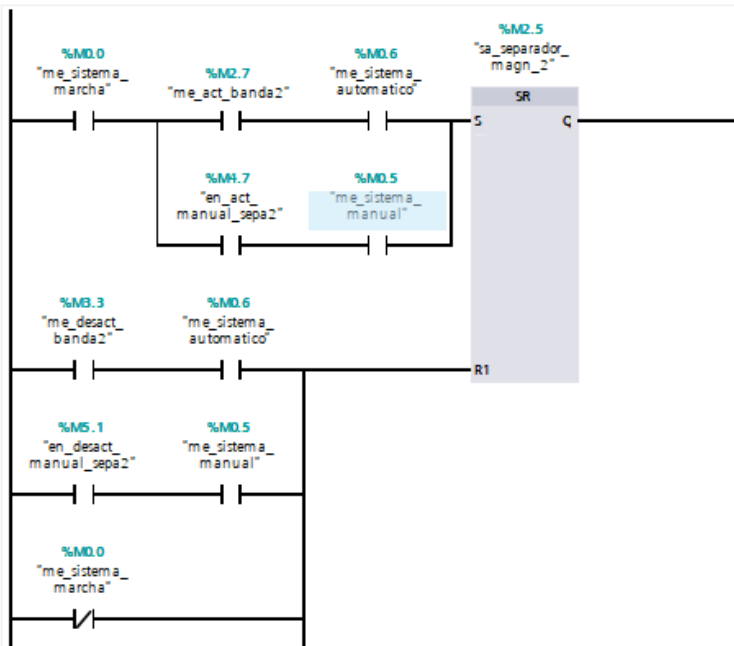 %M2.5
"sa_separador_
magn_2"
%M0.0
"me_sistema_
marcha"
%M2.7
"me_act_banda2"
%M0.6
"me_sistema_
automatico"
SR
S
Q
%M4.7
"en_act_
manual_sepa2"
%M0.5
"me_sistema_
manual"
%M3.3
"me_desact_
banda2"
%M0.6
"me_sistema_
automatico"
R1
%M5.1
"en_desact_
manual_sepa2"
%M0.5
"me_sistema_
manual"
%M0.0
"me_sistema_
marcha"